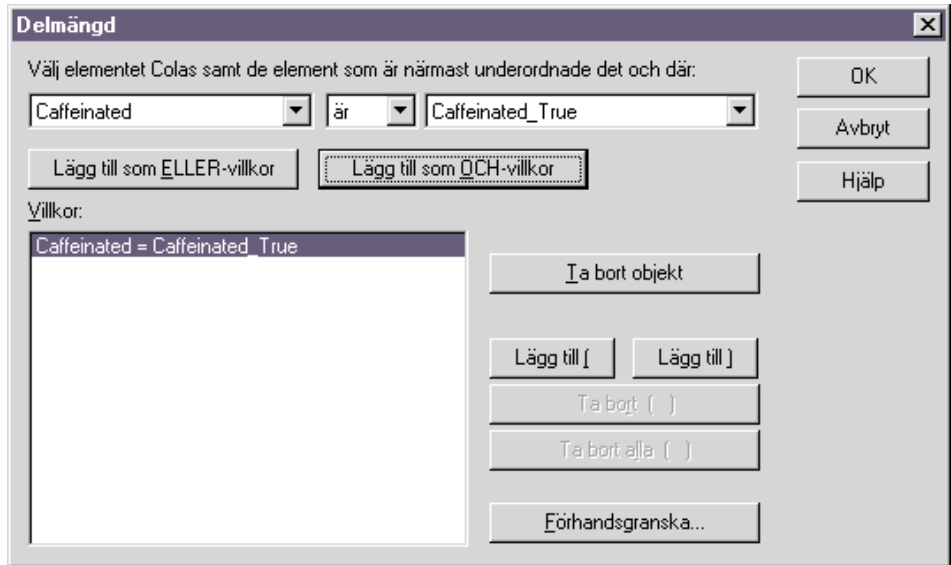 Delmängd
Välj elementet Colas samt de element som är närmast underordnade det och där:
Caffeinated är Caffeinated_True
OK
Avbryt
Lägg till som ELLER-villkor Lägg till som OCH-villkor
Hjälp
Villkor:
Caffeinated = Caffeinated_True
Ta bort objekt
Lägg till ( Lägg till )
Ta bort ( )
Ta bort alla ( )
Förhandsgranska...